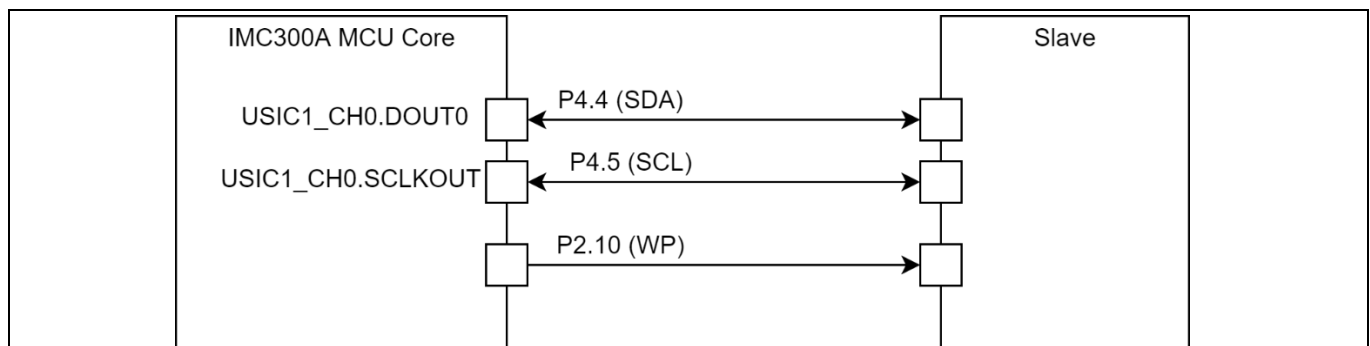 IMC300A MCU Core
Slave
USIC1_CH0.DOUT0
P4.4 (SDA)
USIC1_CH0.SCLKOUT
P4.5 (SCL)
P2.10 (WP)